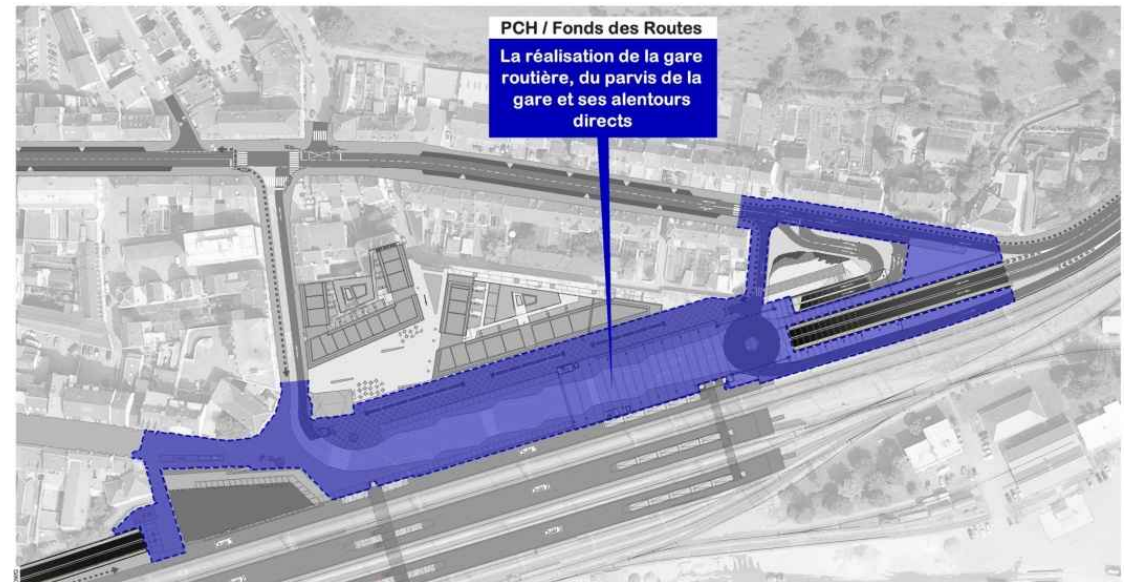 PCH / Fonds des Routes
La réalisation de la gare
routière, du parvis de la
gare et ses alentours
directs